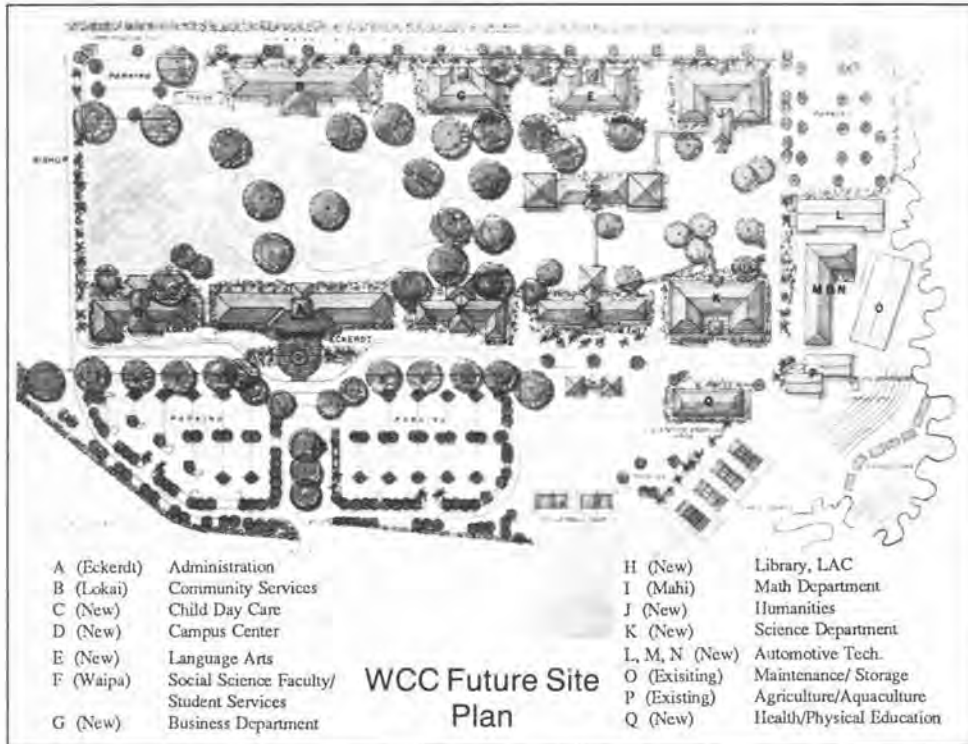 PARKING
G
E
BISHOP
PARKING
L
M & N
O
K
A
ECKERDT
P
Q
PARKING
PARKING
A (Eckerdt) Administration
B (Lokai) Community Services
C (New) Child Day Care
D (New) Campus Center
E (New) Language Arts
F (Waipa) Social Science Faculty/
Student Services
G (New) Business Department
WCC Future Site
Plan
H (New) Library, LAC
I (Mahi) Math Department
J (New) Humanities
K (New) Science Department
L, M, N (New) Automotive Tech.
O (Exisiting) Maintenance/ Storage
P (Existing) Agriculture/Aquaculture
Q (New) Health/Physical Education